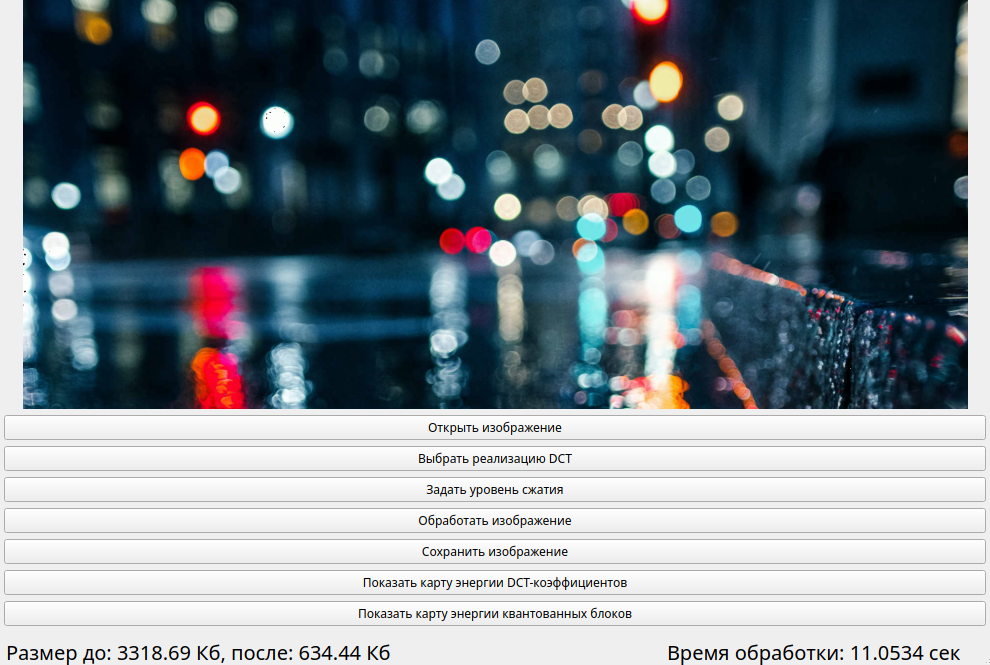 Открыть изображение
Выбрать реализацию DCT
Задать уровень сжатия
Обработать изображение
Сохранить изображение
Показать карту энергии DCT-коэффициентов
Показать карту энергии квантованных блоков
Размер до: 3318.69 Кб, после: 634.44 Кб Время обработки: 11.0534 сек